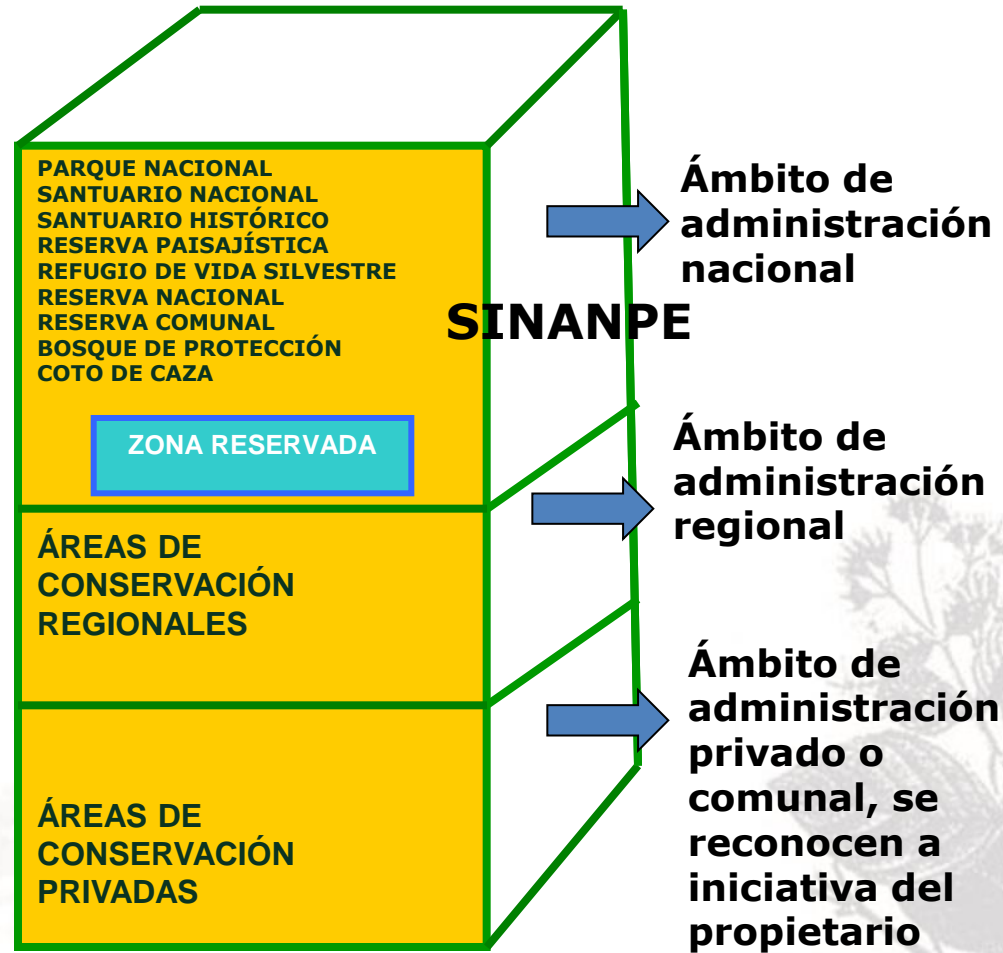 PARQUE NACIONAL
SANTUARIO NACIONAL
SANTUARIO HISTÓRICO
RESERVA PAISAJÍSTICA
REFUGIO DE VIDA SILVESTRE
RESERVA NACIONAL
RESERVA COMUNAL
BOSQUE DE PROTECCIÓN
COTO DE CAZA
ZONA RESERVADA
SINANPE
Ámbito de
administración
nacional
ÁREAS DE
CONSERVACIÓN
REGIONALES
Ámbito de
administración
regional
ÁREAS DE
CONSERVACIÓN
PRIVADAS
Ámbito de
administración
privado o
comunal, se
reconocen a
iniciativa del
propietario